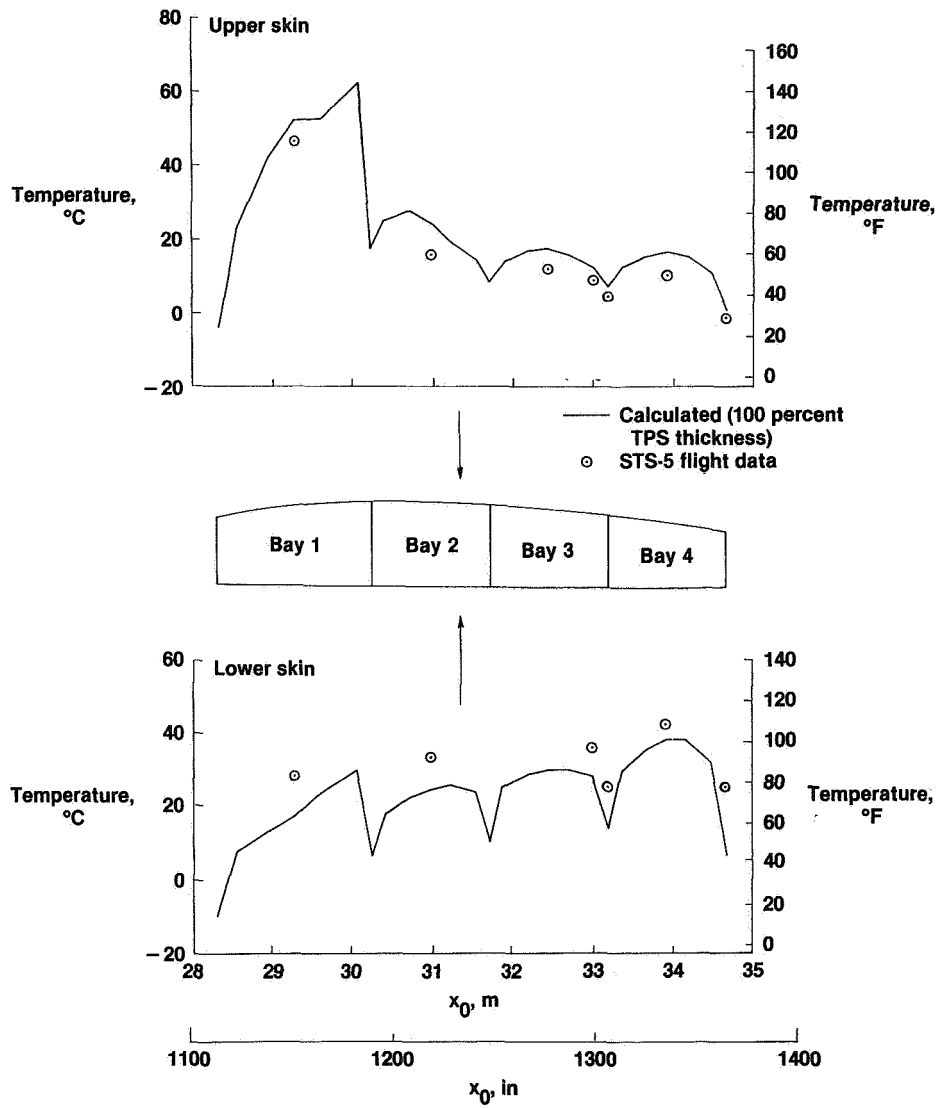 Upper skin
80
60
40
20
0
−20
Temperature,
°C
160
140
120
100
80
60
40
20
0
Temperature,
°F
Calculated (100 percent
TPS thickness)
STS-5 flight data
Bay 1
Bay 2
Bay 3
Bay 4
Lower skin
60
40
20
0
−20
Temperature,
°C
140
120
100
80
60
40
20
0
Temperature,
°F
28 29 30 31 32 33 34 35
x0, m
1100 1200 1300 1400
x0, in